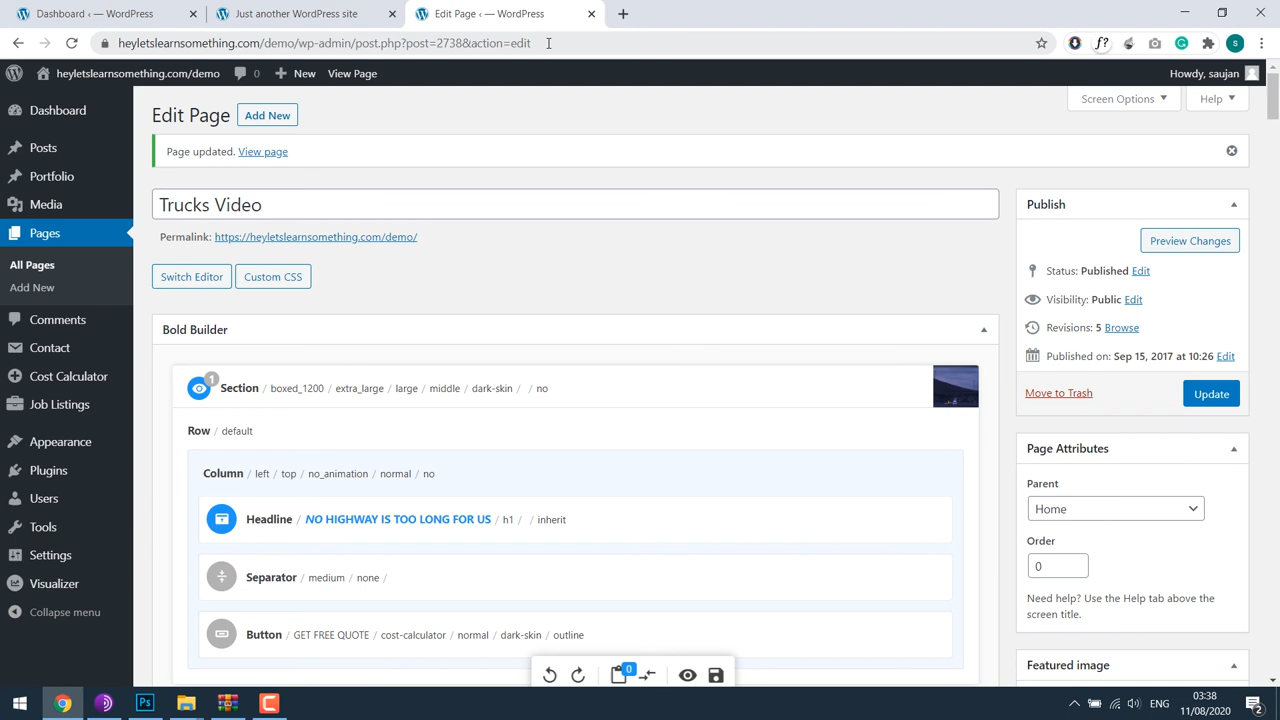 Dashboard ‹ — WordPress
Just another WordPress site
Edit Page ‹ — WordPress
heyletslearnsomething.com/demo/wp-admin/post.php?post=2738&action=edit
f?
S
heyletslearnsomething.com/demo
0
New
View Page
Howdy, saujan
Dashboard
Posts
Portfolio
Media
Pages
All Pages
Add New
Comments
Contact
Cost Calculator
Job Listings
Appearance
Plugins
Users
Tools
Settings
Visualizer
Collapse menu
Screen Options
Help
Edit Page
Add New
Page updated. View page
Trucks Video
Permalink: https://heyletslearnsomething.com/demo/
Switch Editor
Custom CSS
Bold Builder
1
Section / boxed_1200 / extra_large / large / middle / dark-skin / / no
Row / default
Column / left / top / no_animation / normal / no
Headline / NO HIGHWAY IS TOO LONG FOR US / h1 / / inherit
Separator / medium / none /
Button / GET FREE QUOTE / cost-calculator / normal / dark-skin / outline
0
Publish
Preview Changes
Status: Published Edit
Visibility: Public Edit
Revisions: 5 Browse
Published on: Sep 15, 2017 at 10:26 Edit
Move to Trash
Update
Page Attributes
Parent
Home
Order
0
Need help? Use the Help tab above the
screen title.
Featured image
Ps
C
ENG
03:38
11/08/2020
2